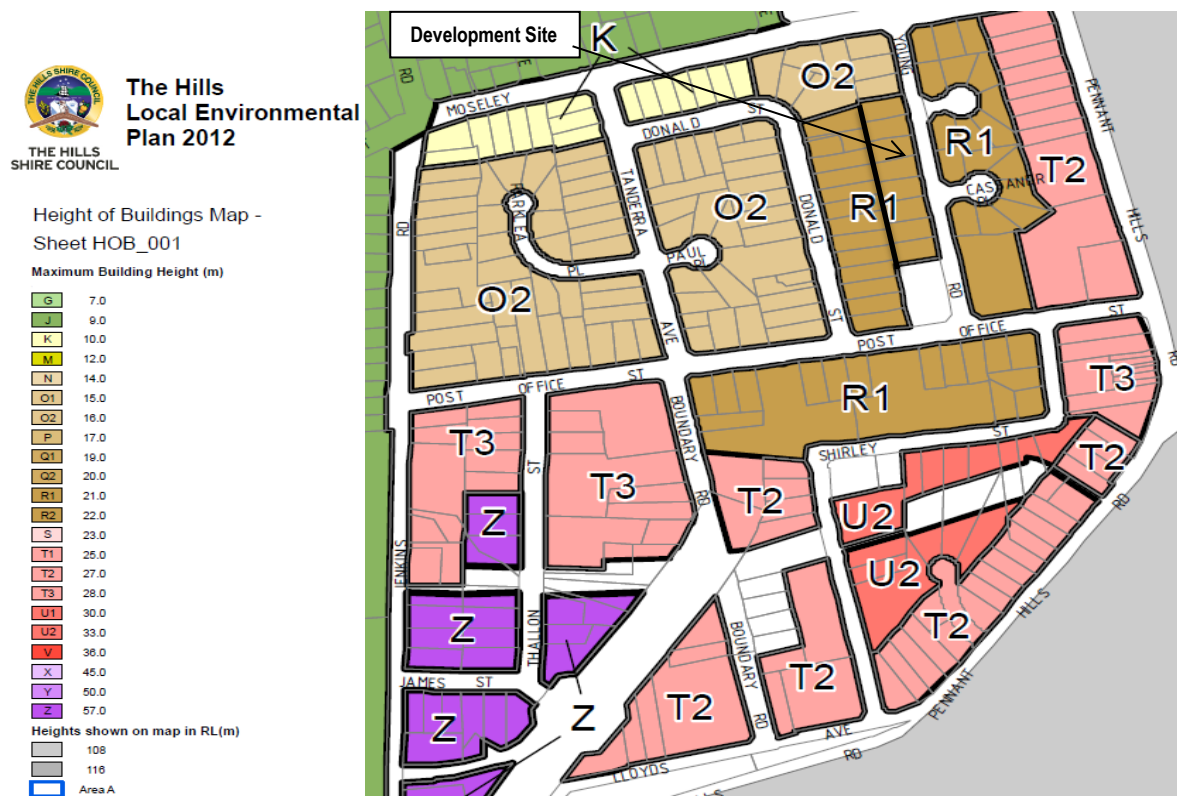 THE HILLS SHIRE COUNCIL
THE HILLS
SHIRE COUNCIL
The Hills
Local Environmental
Plan 2012
Height of Buildings Map -
Sheet HOB_001
Maximum Building Height (m)
G 7.0
J 9.0
K 10.0
M 12.0
N 14.0
O1 15.0
O2 16.0
P 17.0
Q1 19.0
Q2 20.0
R1 21.0
R2 22.0
S 23.0
T1 25.0
T2 27.0
T3 28.0
U1 30.0
U2 33.0
V 36.0
X 45.0
Y 50.0
Z 57.0
Heights shown on map in RL(m)
108
116
Area A
Development Site
K
RD
MOSELEY
ST
DONALD
YOUNG
O2
PENNANT
R1
T2
TANDERRA
PL
O2
PAUL
PL
DONALD
R1
RD
O2
HILLS
AVE
ST
RD
POST
OFFICE
ST
RD
POST
OFFICE
ST
BOUNDARY
R1
T3
T3
ST
T3
SHIRLEY
ST
T2
RD
T2
Z
U2
RD
JENKINS
U2
HILLS
THALLON
Z
BOUNDARY
T2
PENNANT
JAMES ST
T2
T2
Z
Z
RD
AVE
LLOYDS
RD